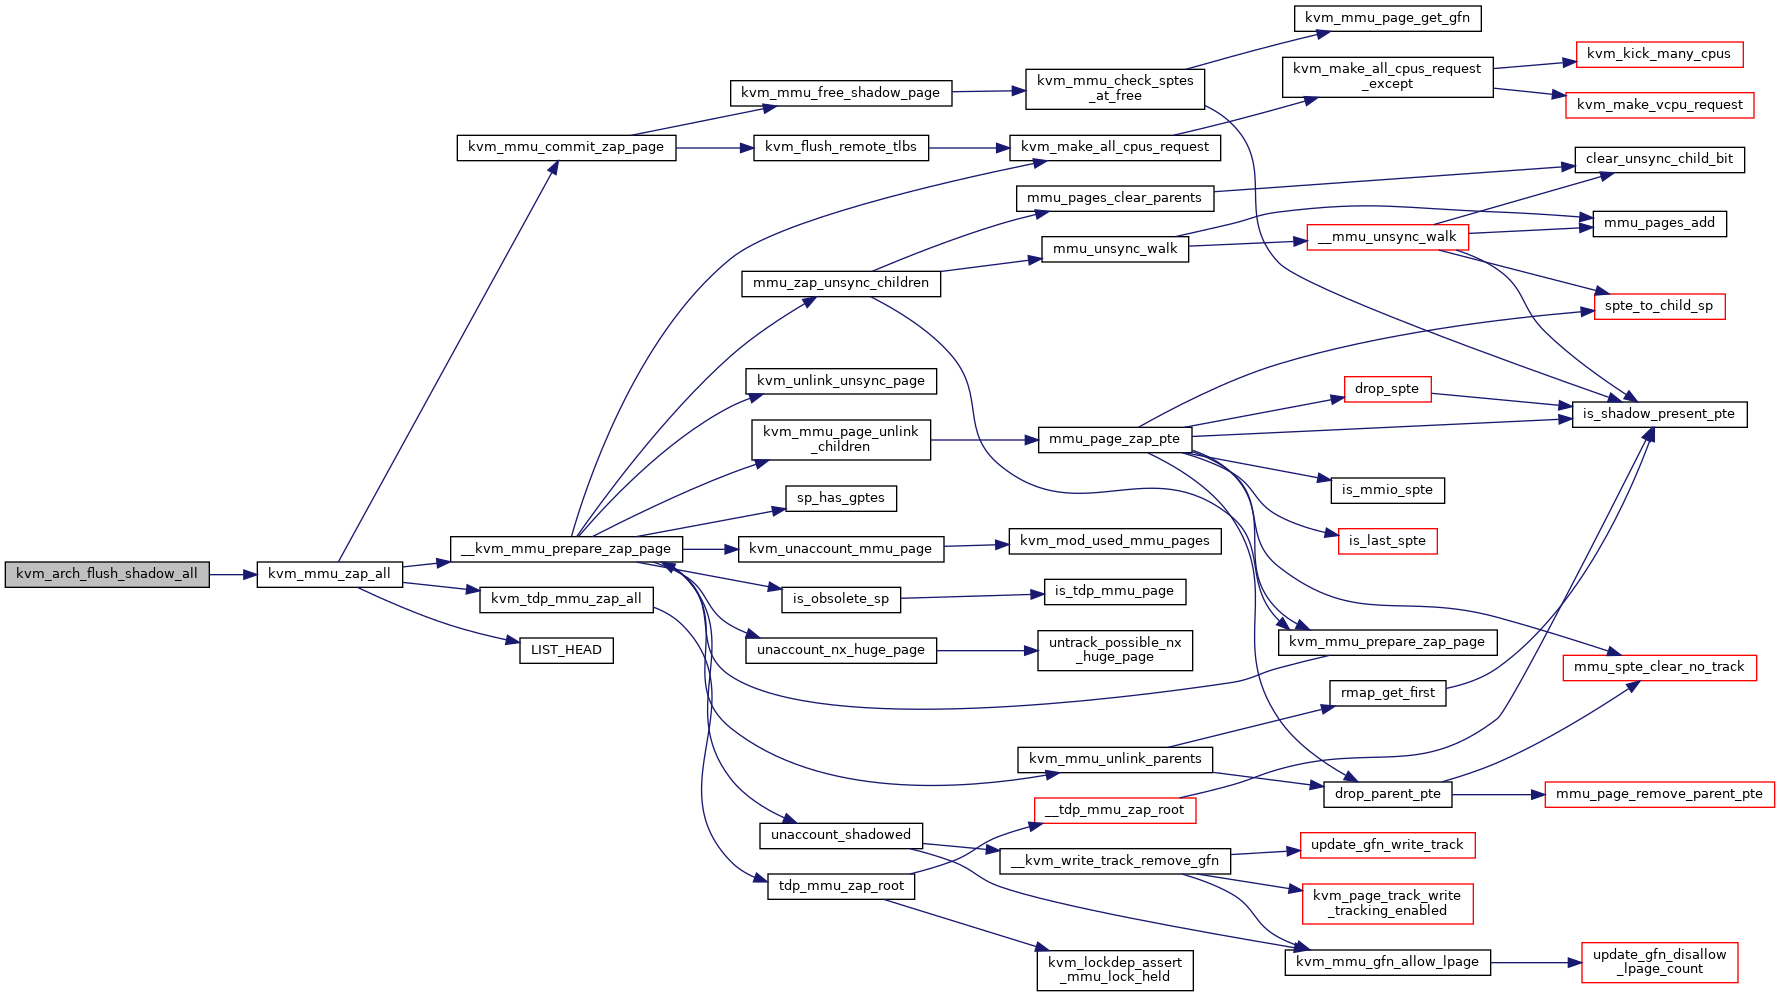 kvm_mmu_page_get_gfn
kvm_kick_many_cpus
kvm_make_all_cpus_request
_except
kvm_mmu_check_sptes
_at_free
kvm_mmu_free_shadow_page
kvm_make_vcpu_request
kvm_mmu_commit_zap_page
kvm_flush_remote_tlbs
kvm_make_all_cpus_request
clear_unsync_child_bit
mmu_pages_clear_parents
mmu_pages_add
__mmu_unsync_walk
mmu_unsync_walk
mmu_zap_unsync_children
spte_to_child_sp
kvm_unlink_unsync_page
drop_spte
is_shadow_present_pte
kvm_mmu_page_unlink
_children
mmu_page_zap_pte
is_mmio_spte
sp_has_gptes
is_last_spte
kvm_mod_used_mmu_pages
__kvm_mmu_prepare_zap_page
kvm_unaccount_mmu_page
kvm_arch_flush_shadow_all
kvm_mmu_zap_all
is_tdp_mmu_page
kvm_tdp_mmu_zap_all
is_obsolete_sp
LIST_HEAD
unaccount_nx_huge_page
untrack_possible_nx
_huge_page
kvm_mmu_prepare_zap_page
mmu_spte_clear_no_track
rmap_get_first
kvm_mmu_unlink_parents
drop_parent_pte
mmu_page_remove_parent_pte
__tdp_mmu_zap_root
unaccount_shadowed
update_gfn_write_track
__kvm_write_track_remove_gfn
tdp_mmu_zap_root
kvm_page_track_write
_tracking_enabled
kvm_mmu_gfn_allow_lpage
update_gfn_disallow
_lpage_count
kvm_lockdep_assert
_mmu_lock_held